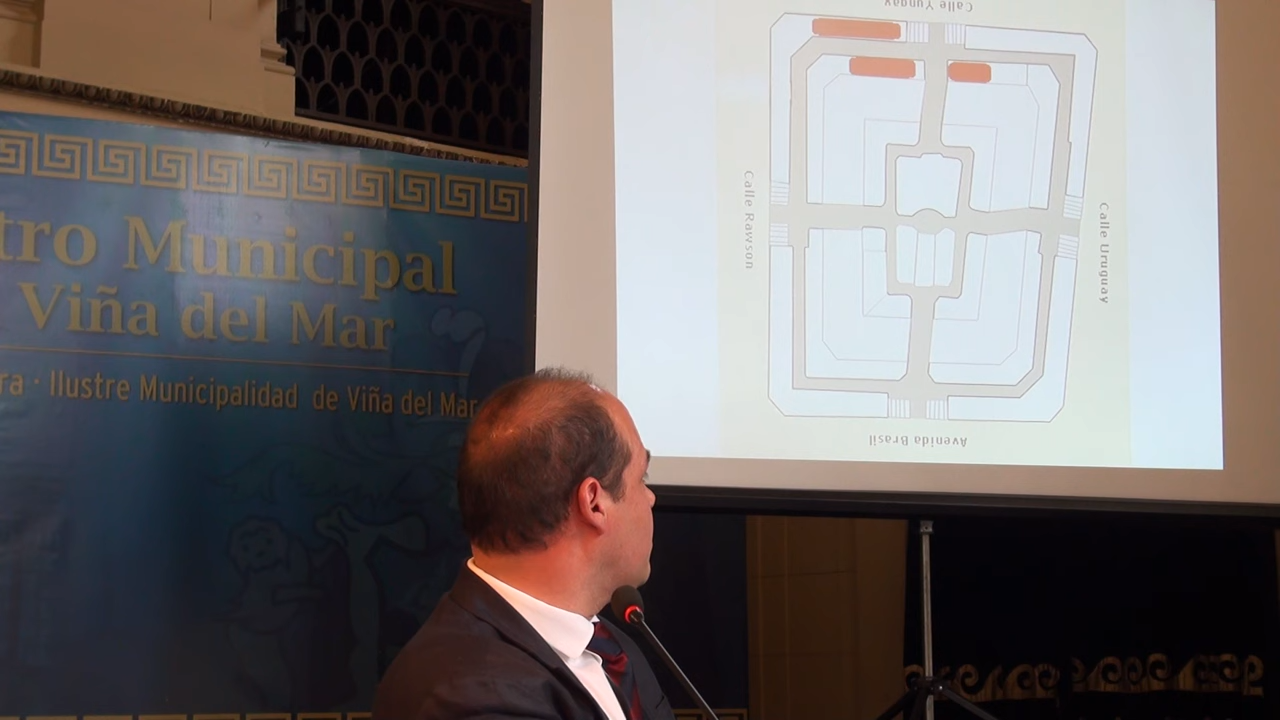 tro Municipal
Viña del Mar
ra · Ilustre Municipalidad de Viña del Mar
Calle Yungay
Calle Rawson
Calle Uruguay
Avenida Brasil